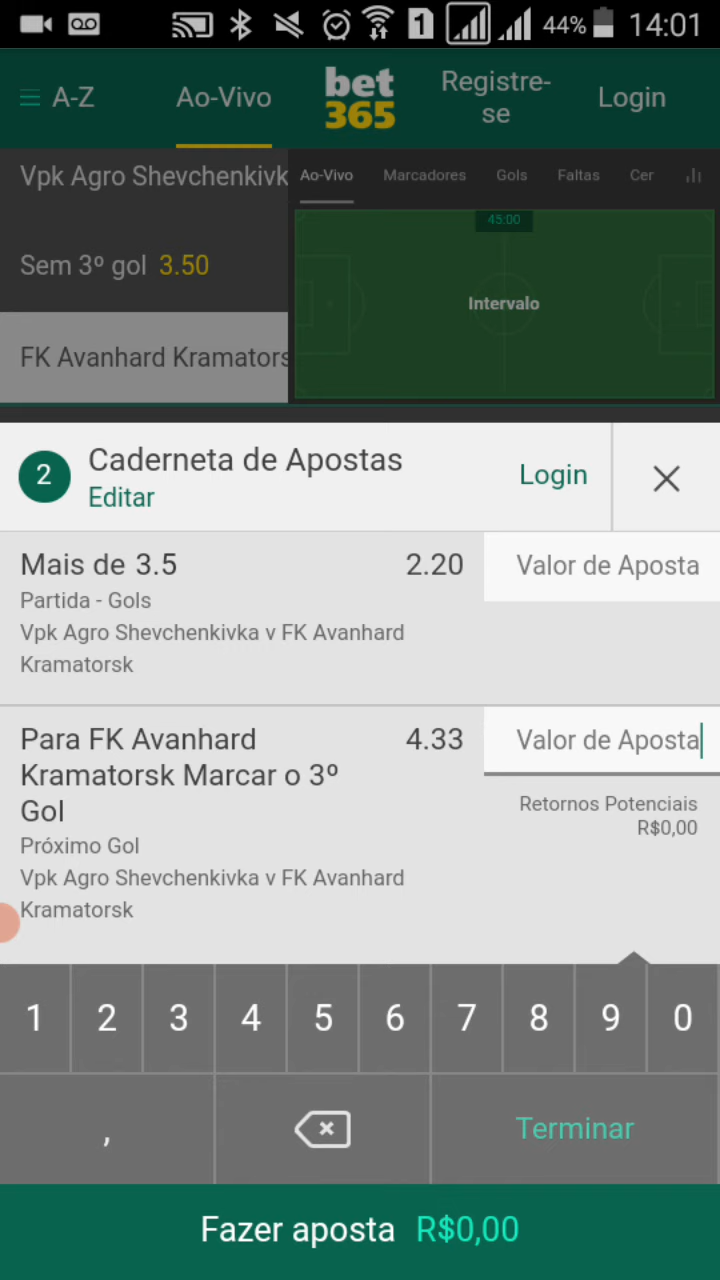 1
44%
14:01
A-Z
Ao-Vivo
bet
365
Registre-
se
Login
Vpk Agro Shevchenkivk
Sem 3º gol 3.50
FK Avanhard Kramators
Ao-Vivo
Marcadores
Gols
Faltas
Cer
45:00
Intervalo
2
Caderneta de Apostas
Editar
Login
Mais de 3.5
2.20
Valor de Aposta
Partida - Gols
Vpk Agro Shevchenkivka v FK Avanhard
Kramatorsk
Para FK Avanhard
Kramatorsk Marcar o 3º
Gol
4.33
Valor de Aposta
Retornos Potenciais
R$0,00
Próximo Gol
Vpk Agro Shevchenkivka v FK Avanhard
Kramatorsk
1 2 3 4 5 6 7 8 9 0
, Terminar
Fazer aposta R$0,00